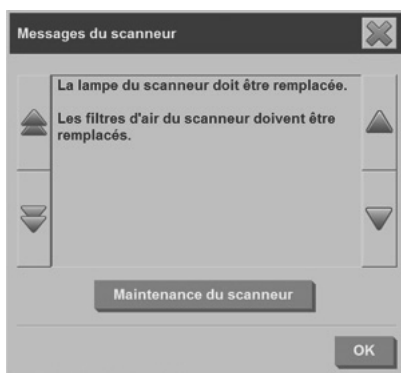 Messages du scanneur
La lampe du scanneur doit être remplacée.
Les filtres d'air du scanneur doivent être
remplacés.
Maintenance du scanneur
OK